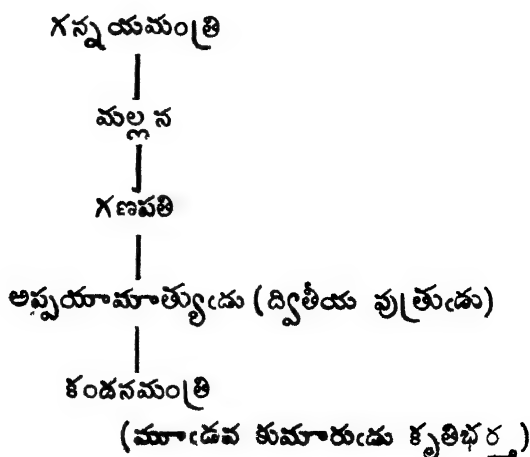 గన్నయమంత్రి
మల్లన
గణపతి
అప్పయామాత్యుఁడు (ద్వితీయ పుత్రుఁడు)
కందనమంత్రి
(మూఁడవ కుమారుఁడు కృతిభర్త)